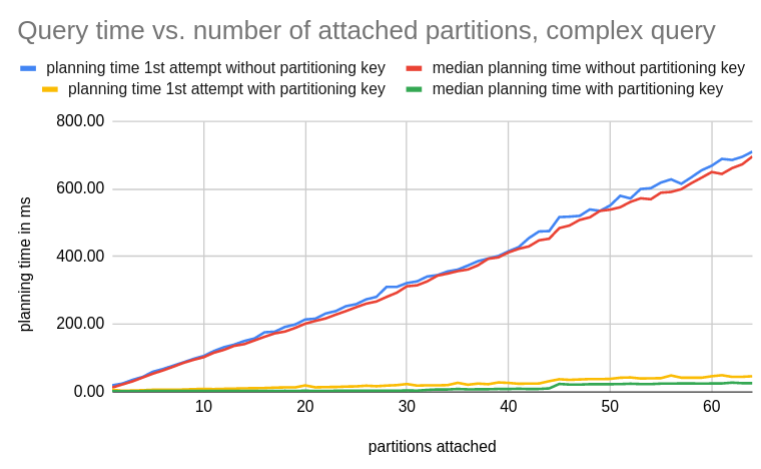 Query time vs. number of attached partitions, complex query
planning time 1st attempt without partitioning key
median planning time without partitioning key
planning time 1st attempt with partitioning key
median planning time with partitioning key
800.00
600.00
400.00
200.00
0.00
planning time in ms
10 20 30 40 50 60
partitions attached